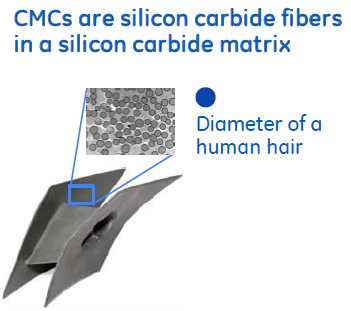 CMCs are silicon carbide fibers
in a silicon carbide matrix
Diameter of a
human hair